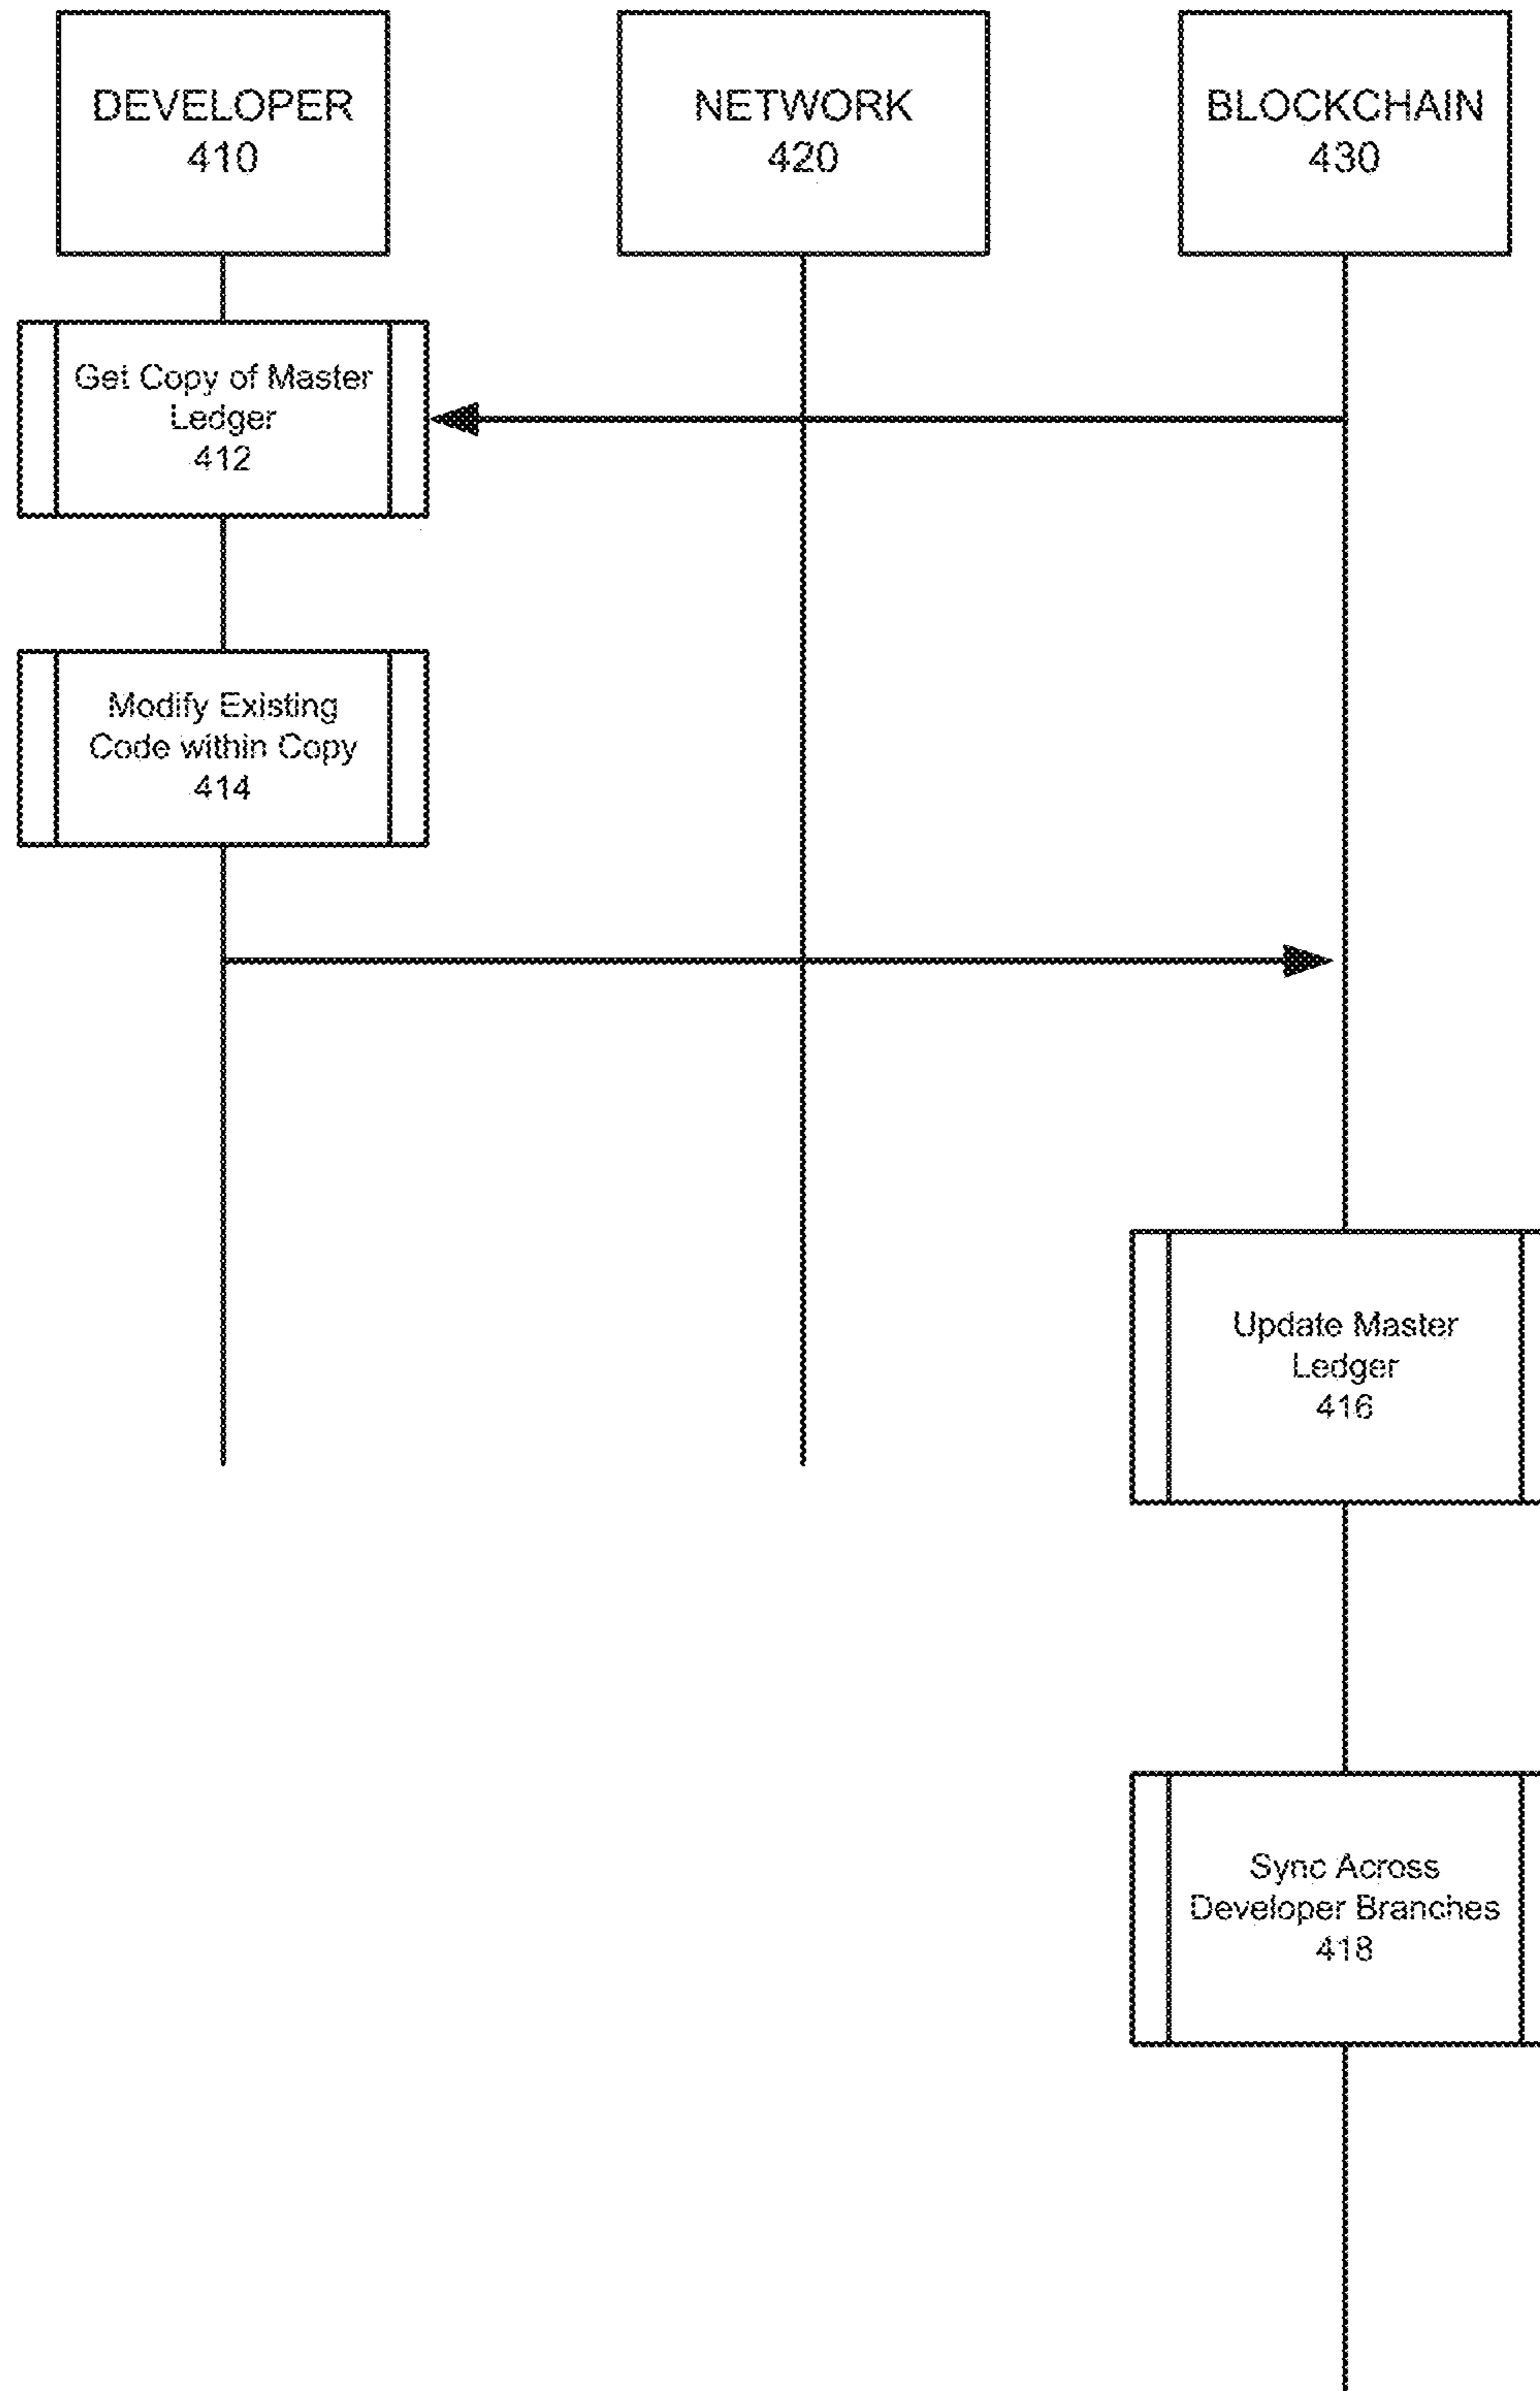 DEVELOPER
410
NETWORK
420
BLOCKCHAIN
430
Get Copy of Master
Ledger
412
Modify Existing
Code within Copy
414
Update Master
Ledger
416
Sync Across
Developer Branches
418